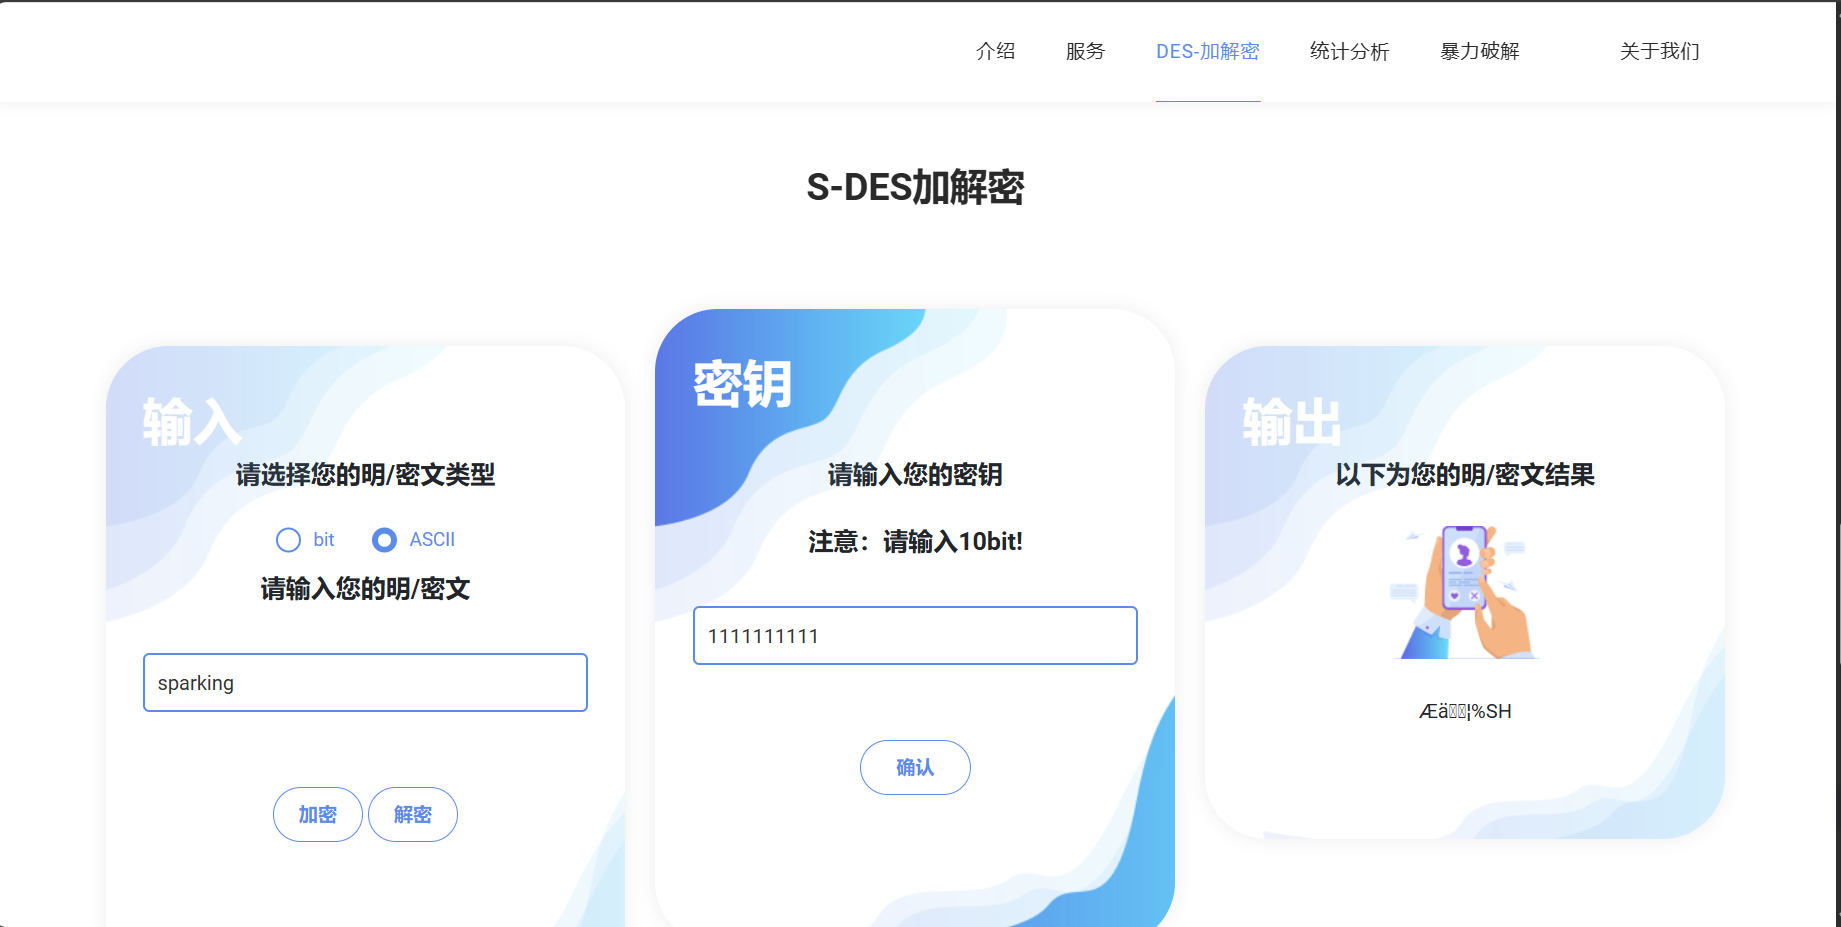 介绍 服务 DES-加解密 统计分析 暴力破解 关于我们
S-DES加解密
输入
请选择您的明/密文类型
bit ASCII
请输入您的明/密文
sparking
加密 解密
密钥
请输入您的密钥
注意：请输入10bit!
1111111111
确认
输出
以下为您的明/密文结果
Æä¦%SH